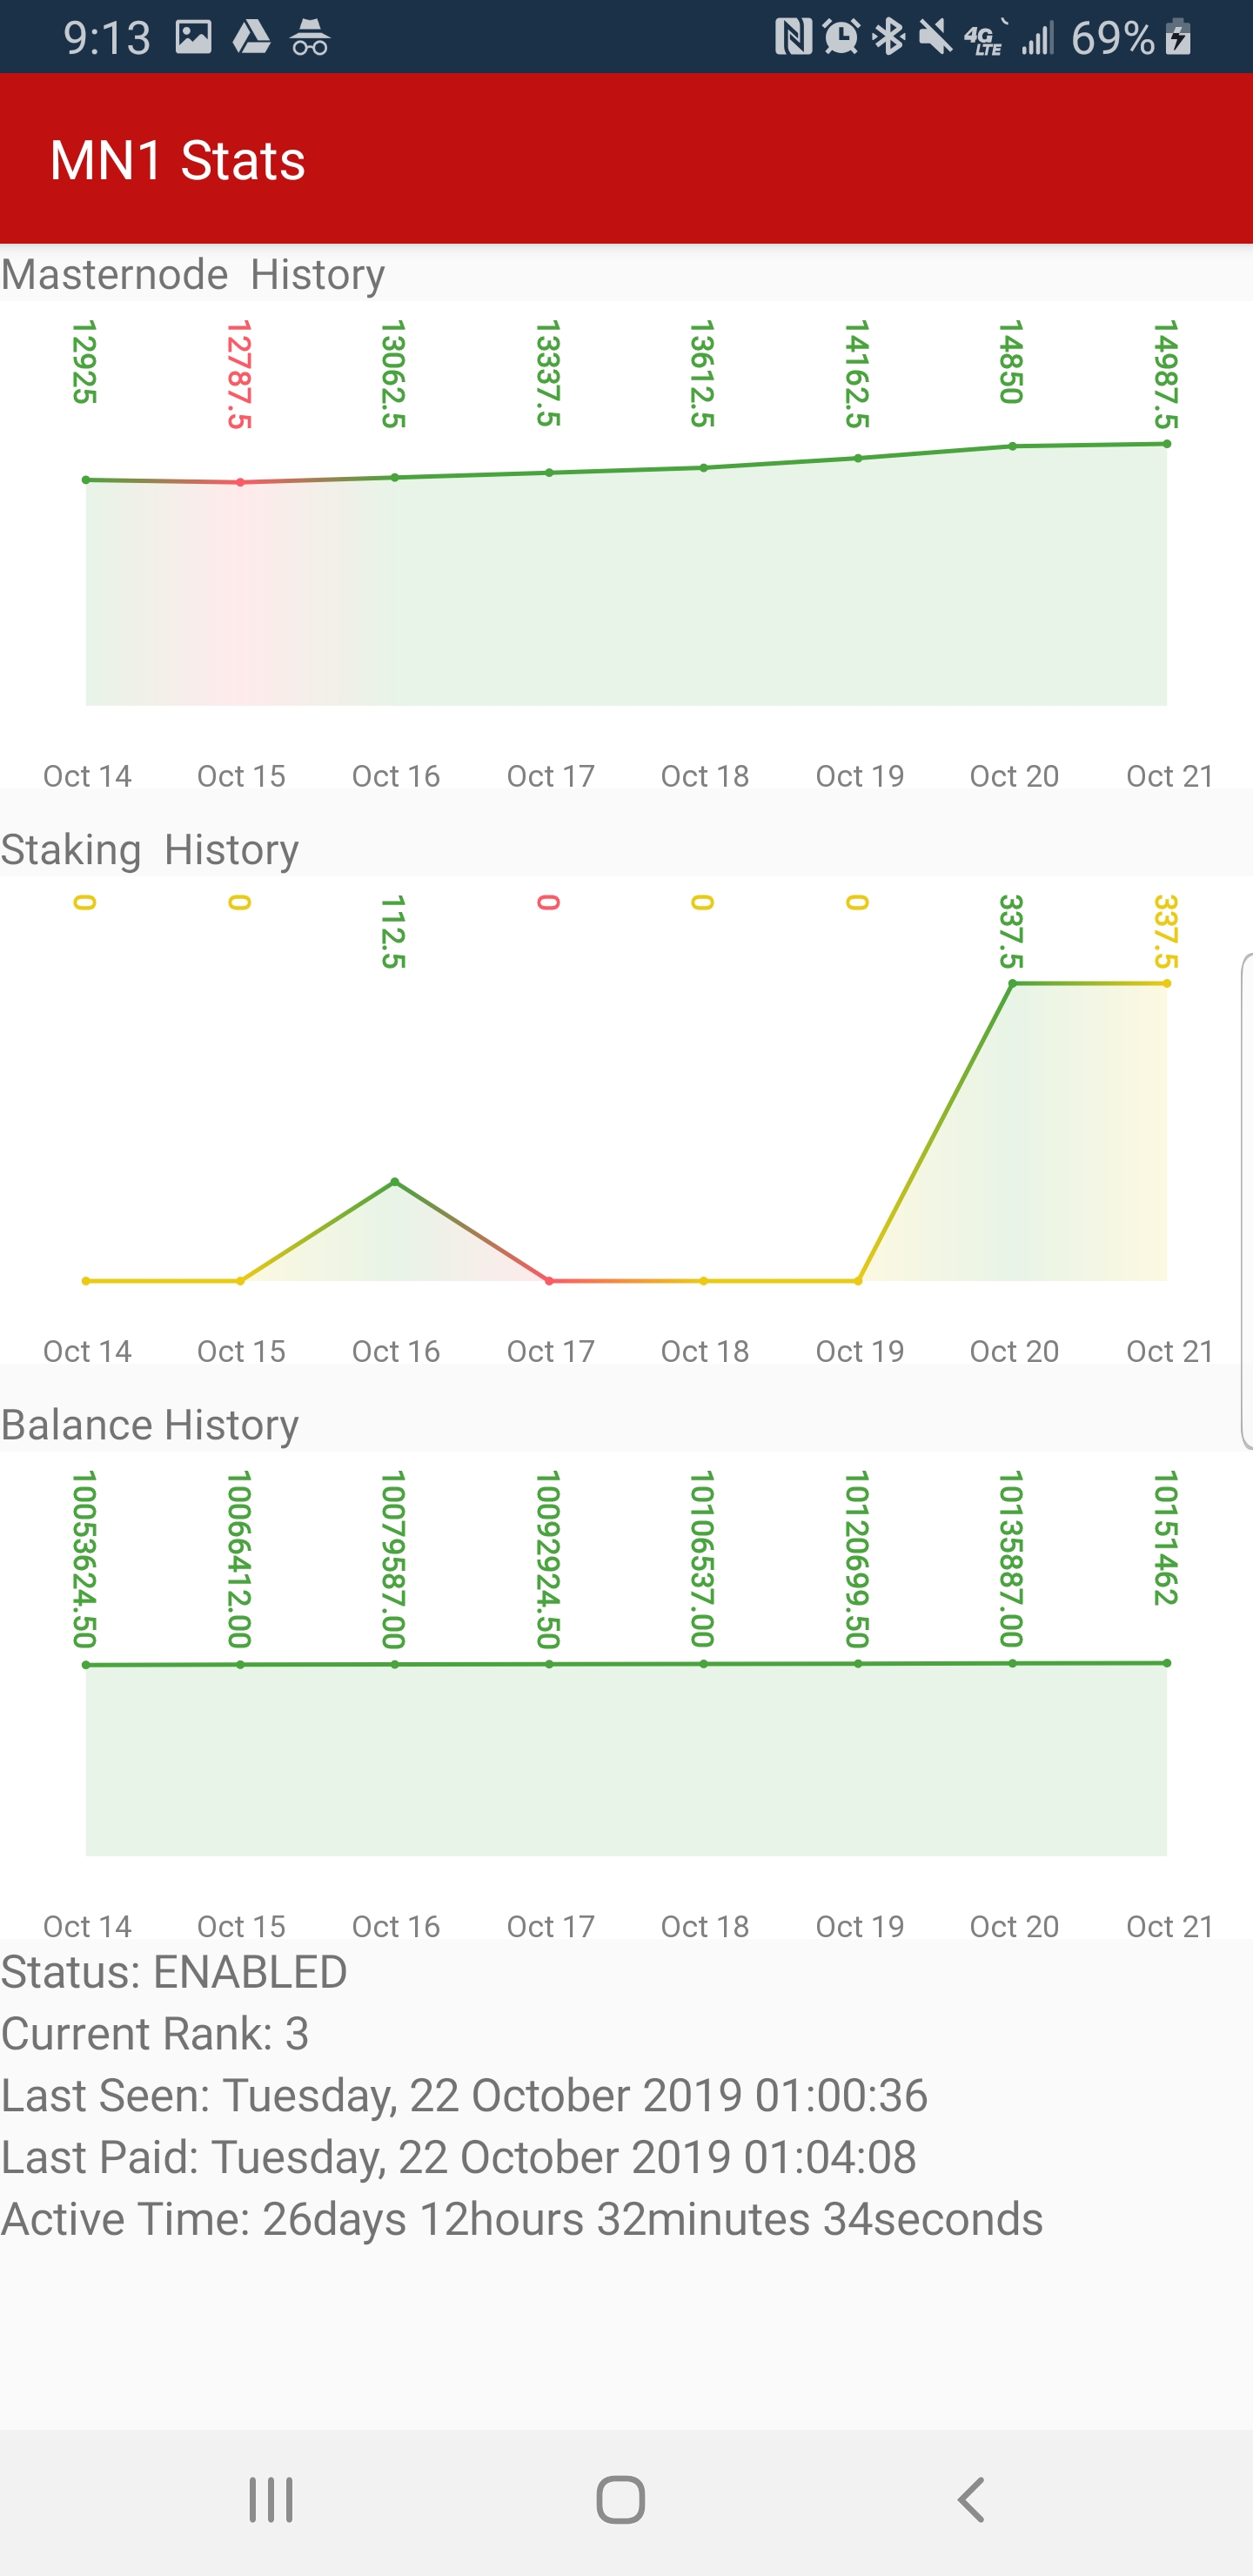 9:13 4G LTE 69%
MN1 Stats
Masternode History
12925 12787.5 13062.5 13337.5 13612.5 14162.5 14850 14987.5
Oct 14 Oct 15 Oct 16 Oct 17 Oct 18 Oct 19 Oct 20 Oct 21
Staking History
0 0 112.5 0 0 0 337.5 337.5
Oct 14 Oct 15 Oct 16 Oct 17 Oct 18 Oct 19 Oct 20 Oct 21
Balance History
10053624.50 10066412.00 10079587.00 10092924.50 10106537.00 10120699.50 10135887.00 10151462
Oct 14 Oct 15 Oct 16 Oct 17 Oct 18 Oct 19 Oct 20 Oct 21
Status: ENABLED
Current Rank: 3
Last Seen: Tuesday, 22 October 2019 01:00:36
Last Paid: Tuesday, 22 October 2019 01:04:08
Active Time: 26days 12hours 32minutes 34seconds